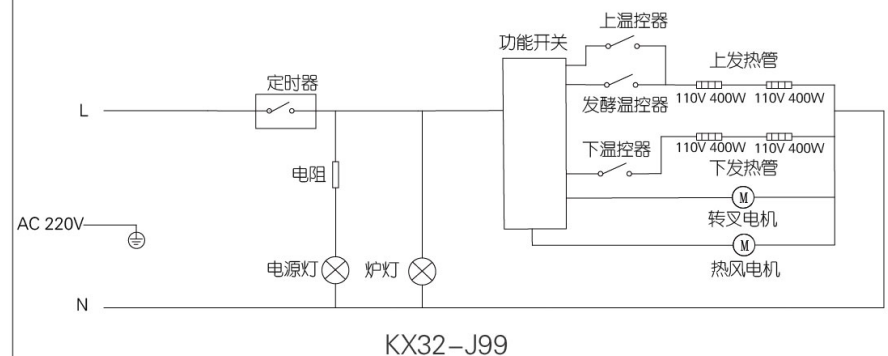 上温控器
功能开关
上发热管
定时器
110V 400W 110V 400W
发酵温控器
L
下温控器
110V 400W 110V 400W
电阻
下发热管
M
转叉电机
AC 220V
M
电源灯
炉灯
热风电机
N
KX32-J99